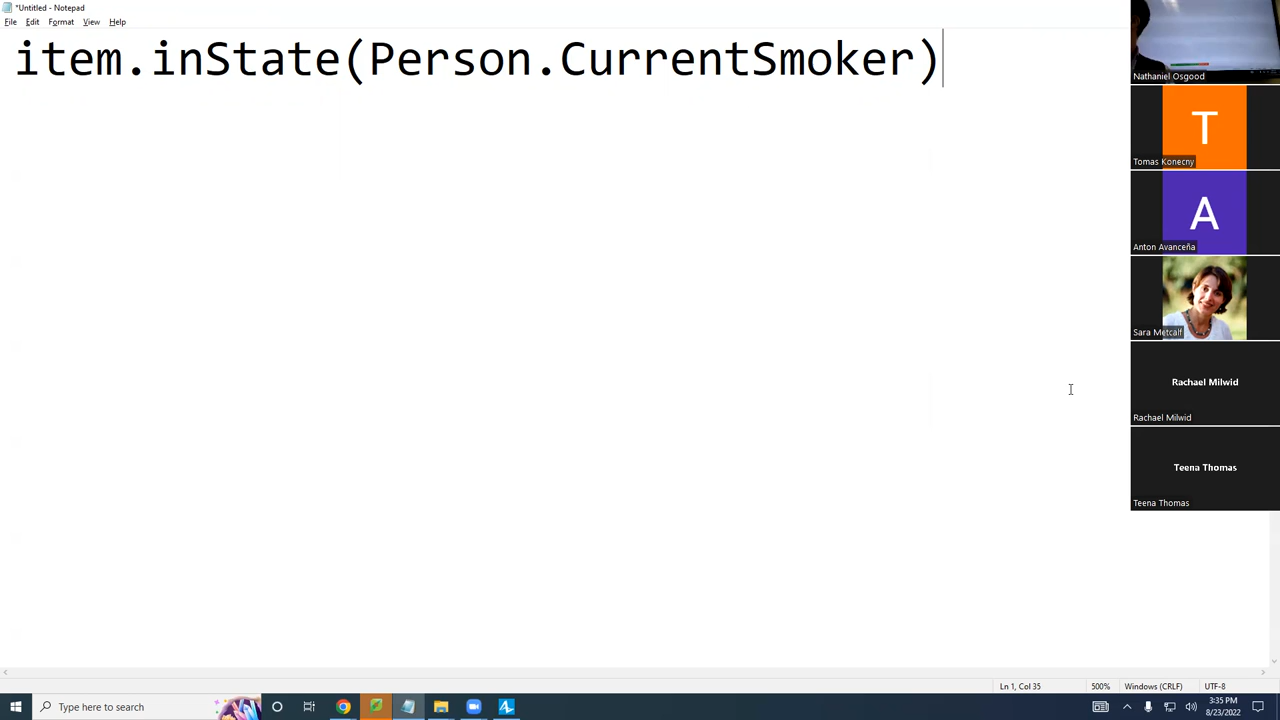 *Untitled - Notepad
File Edit Format View Help
item.inState(Person.CurrentSmoker)
Nathaniel Osgood
T
Tomas Konecny
A
Anton Avanceña
Sara Metcalf
Rachael Milwid
Rachael Milwid
Teena Thomas
Teena Thomas
Ln 1, Col 35 500% Windows (CRLF) UTF-8
Type here to search
3:35 PM
8/23/2022